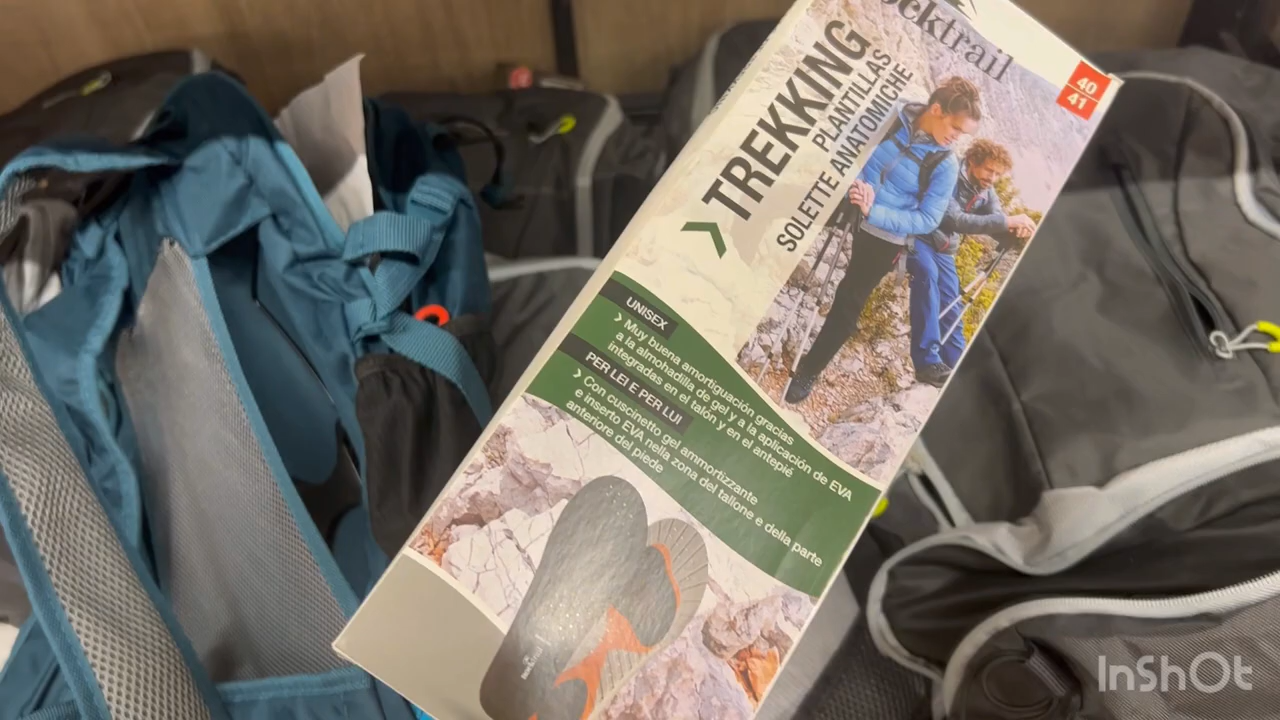 ocktrail
40
41
TREKKING
PLANTILLAS
SOLETTE ANATOMICHE
UNISEX
Muy buena amortiguación gracias
a la almohadilla de gel y a la aplicación de EVA
integradas en el talón y en el antepié
PER LEI E PER LUI
Con cuscinetto gel ammortizzante
e inserto EVA nella zona del tallone e della parte
anteriore del piede
InShOt